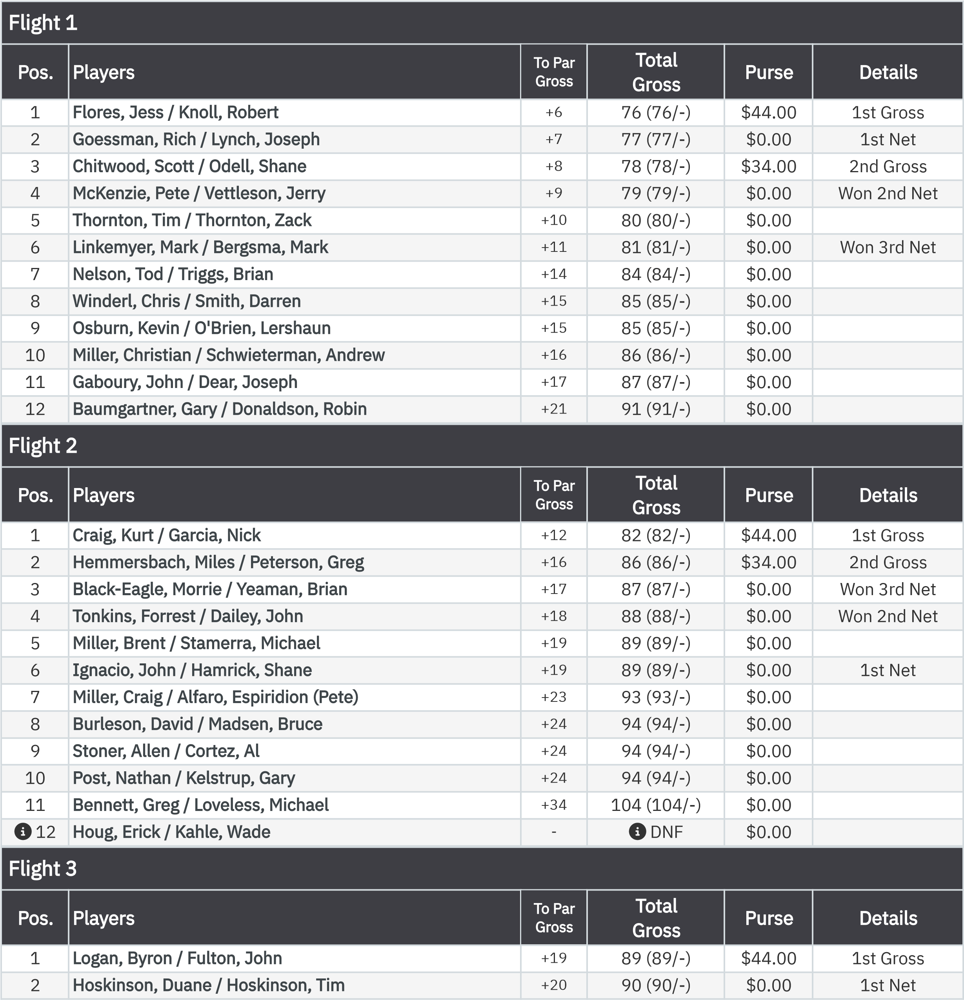 Flight 1
Pos. Players To Par Gross Total Gross Purse Details
1 Flores, Jess / Knoll, Robert +6 76 (76/-) $44.00 1st Gross
2 Goessman, Rich / Lynch, Joseph +7 77 (77/-) $0.00 1st Net
3 Chitwood, Scott / Odell, Shane +8 78 (78/-) $34.00 2nd Gross
4 McKenzie, Pete / Vettleson, Jerry +9 79 (79/-) $0.00 Won 2nd Net
5 Thornton, Tim / Thornton, Zack +10 80 (80/-) $0.00
6 Linkemyer, Mark / Bergsma, Mark +11 81 (81/-) $0.00 Won 3rd Net
7 Nelson, Tod / Triggs, Brian +14 84 (84/-) $0.00
8 Winderl, Chris / Smith, Darren +15 85 (85/-) $0.00
9 Osburn, Kevin / O'Brien, Lershaun +15 85 (85/-) $0.00
10 Miller, Christian / Schwieterman, Andrew +16 86 (86/-) $0.00
11 Gaboury, John / Dear, Joseph +17 87 (87/-) $0.00
12 Baumgartner, Gary / Donaldson, Robin +21 91 (91/-) $0.00
Flight 2
Pos. Players To Par Gross Total Gross Purse Details
1 Craig, Kurt / Garcia, Nick +12 82 (82/-) $44.00 1st Gross
2 Hemmersbach, Miles / Peterson, Greg +16 86 (86/-) $34.00 2nd Gross
3 Black-Eagle, Morrie / Yeaman, Brian +17 87 (87/-) $0.00 Won 3rd Net
4 Tonkins, Forrest / Dailey, John +18 88 (88/-) $0.00 Won 2nd Net
5 Miller, Brent / Stamerra, Michael +19 89 (89/-) $0.00
6 Ignacio, John / Hamrick, Shane +19 89 (89/-) $0.00 1st Net
7 Miller, Craig / Alfaro, Espiridion (Pete) +23 93 (93/-) $0.00
8 Burleson, David / Madsen, Bruce +24 94 (94/-) $0.00
9 Stoner, Allen / Cortez, Al +24 94 (94/-) $0.00
10 Post, Nathan / Kelstrup, Gary +24 94 (94/-) $0.00
11 Bennett, Greg / Loveless, Michael +34 104 (104/-) $0.00
12 Houg, Erick / Kahle, Wade - DNF $0.00
Flight 3
Pos. Players To Par Gross Total Gross Purse Details
1 Logan, Byron / Fulton, John +19 89 (89/-) $44.00 1st Gross
2 Hoskinson, Duane / Hoskinson, Tim +20 90 (90/-) $0.00 1st Net